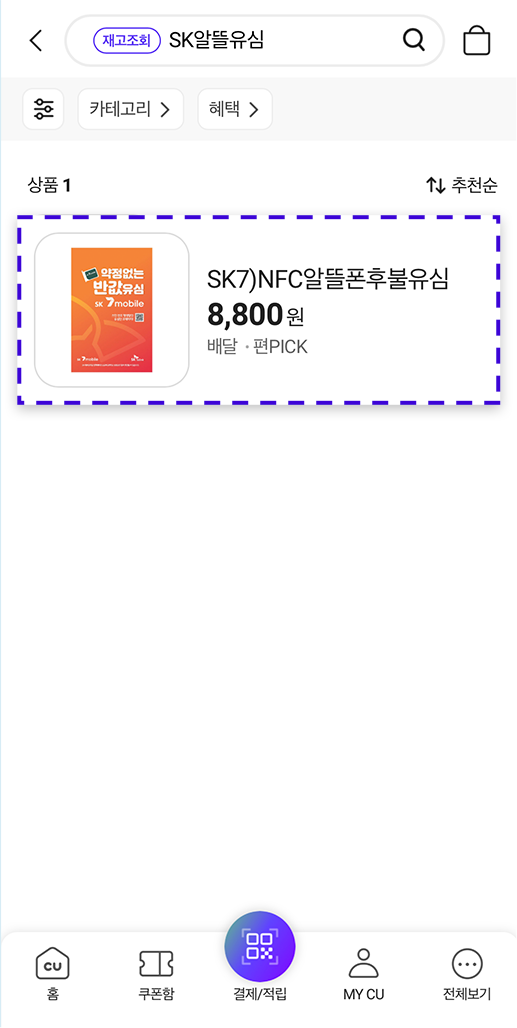 재고조회 SK알뜰유심
카테고리
혜택
상품 1
추천순
약정없는
반값유심
SK 7mobile
SK7)NFC알뜰폰후불유심
8,800원
배달 · 편PICK
SK 7mobile
CU
홈
쿠폰함
결제/적립
MY CU
전체보기